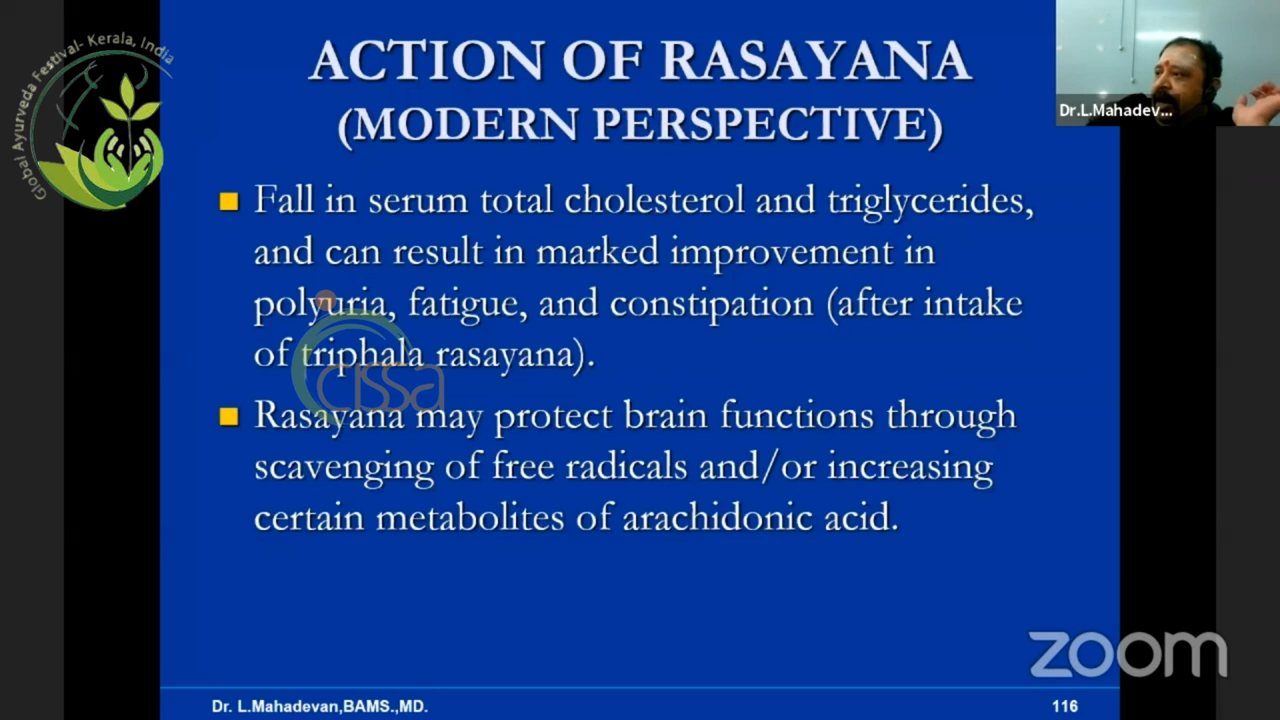 Global Ayurveda Festival- Kerala, India
ACTION OF RASAYANA
(MODERN PERSPECTIVE)
Dr.L.Mahadev...
Fall in serum total cholesterol and triglycerides,
and can result in marked improvement in
polyuria, fatigue, and constipation (after intake
of triphala rasayana).
cissa
Rasayana may protect brain functions through
scavenging of free radicals and/or increasing
certain metabolites of arachidonic acid.
zoom
Dr. L.Mahadevan,BAMS.,MD.
116